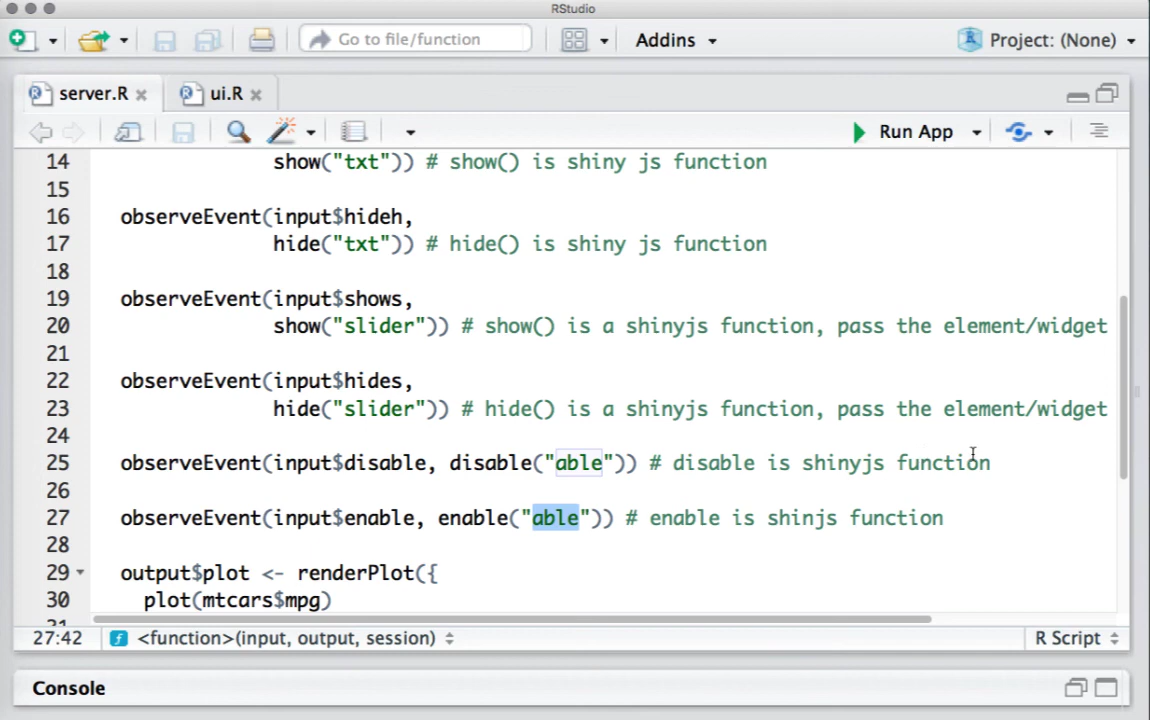 RStudio
Go to file/function Addins Project: (None)
server.R ui.R
Run App
14 show("txt")) # show() is shiny js function
15
16 observeEvent(input$hideh,
17 hide("txt")) # hide() is shiny js function
18
19 observeEvent(input$shows,
20 show("slider")) # show() is a shinyjs function, pass the element/widget
21
22 observeEvent(input$hides,
23 hide("slider")) # hide() is a shinyjs function, pass the element/widget
24
25 observeEvent(input$disable, disable("able")) # disable is shinyjs function
26
27 observeEvent(input$enable, enable("able")) # enable is shinjs function
28
29 output$plot <- renderPlot({
30 plot(mtcars$mpg)
27:42 <function>(input, output, session) R Script
Console